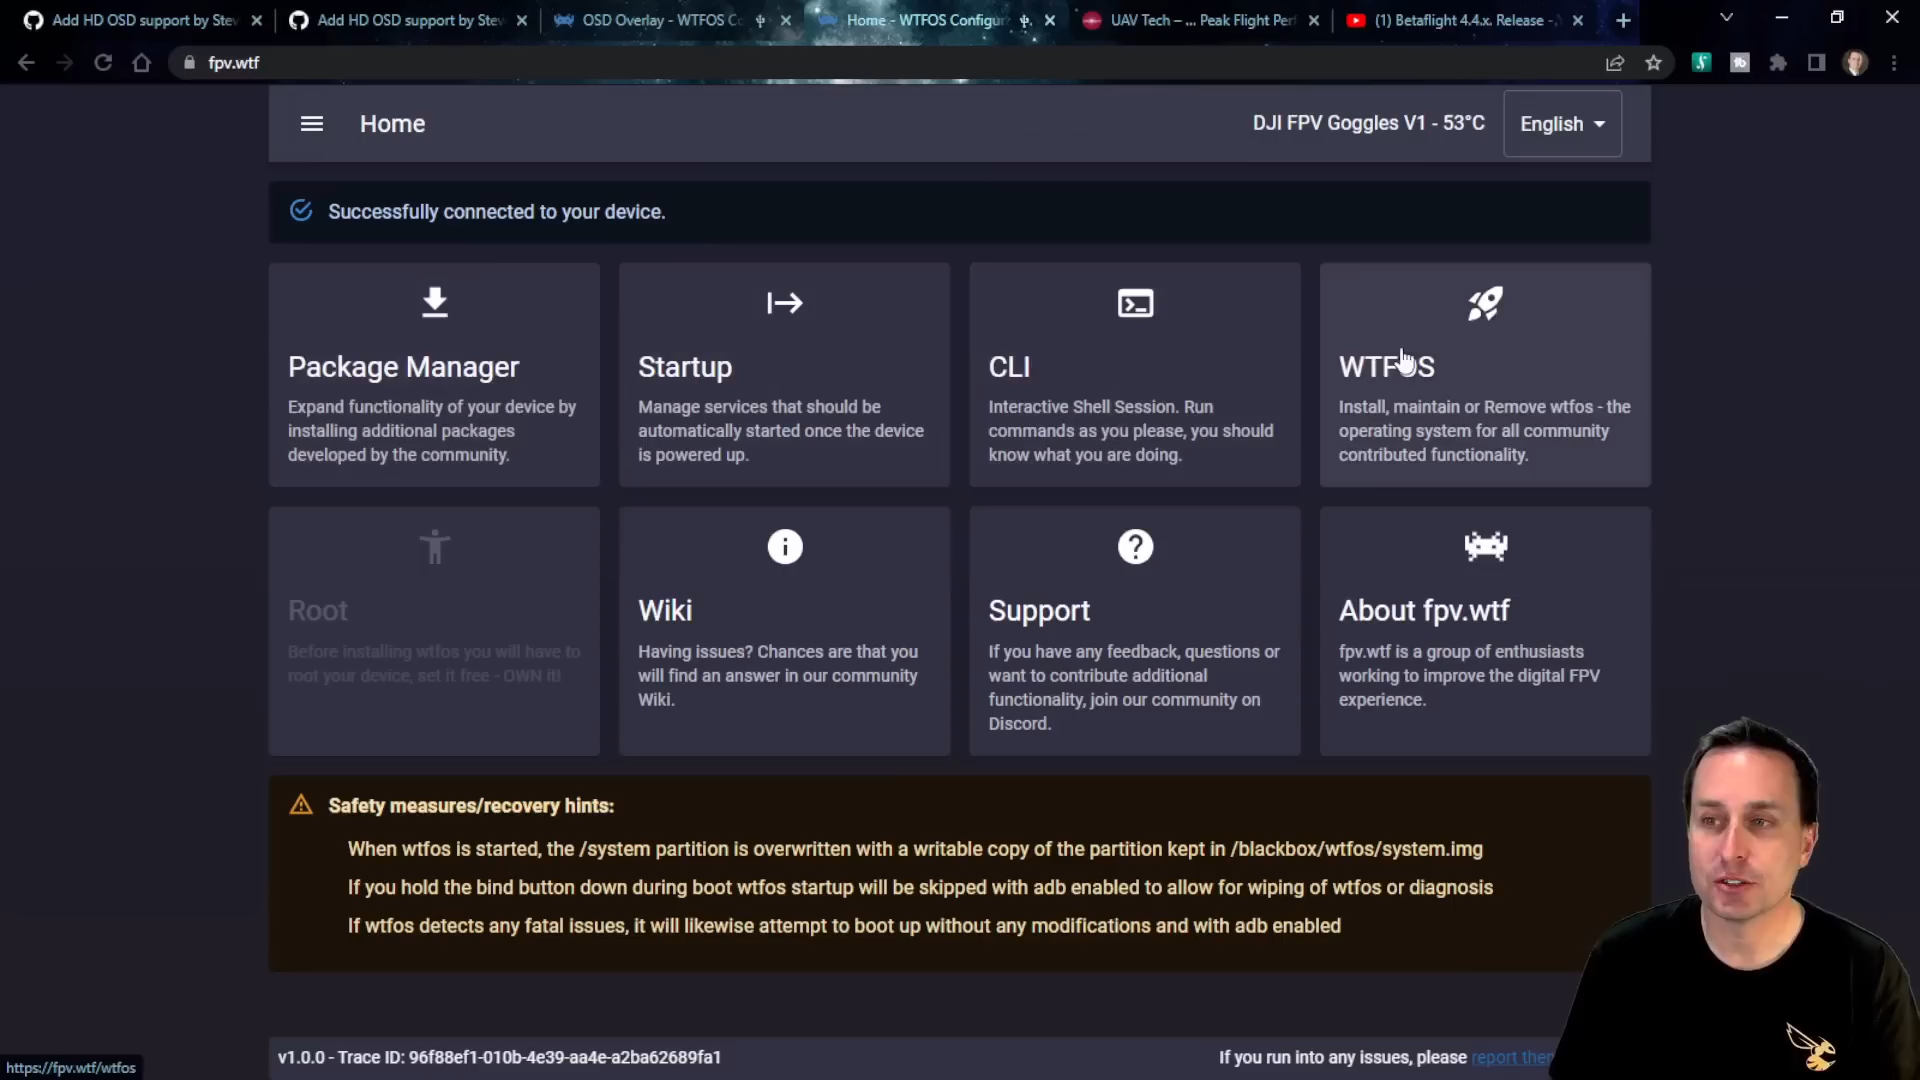 Add HD OSD support by Stev
Add HD OSD support by Stev
OSD Overlay - WTFOS Co
Home - WTFOS Configur
UAV Tech – ... Peak Flight Per
(1) Betaflight 4.4.x. Release -
fpv.wtf
Home
DJI FPV Goggles V1 - 53°C
English
Successfully connected to your device.
Package Manager
Expand functionality of your device by
installing additional packages
developed by the community.
Startup
Manage services that should be
automatically started once the device
is powered up.
CLI
Interactive Shell Session. Run
commands as you please, you should
know what you are doing.
WTFOS
Install, maintain or Remove wtfos - the
operating system for all community
contributed functionality.
Root
Before installing wtfos you will have to
root your device, set it free - OWN it!
Wiki
Having issues? Chances are that you
will find an answer in our community
Wiki.
Support
If you have any feedback, questions or
want to contribute additional
functionality, join our community on
Discord.
About fpv.wtf
fpv.wtf is a group of enthusiasts
working to improve the digital FPV
experience.
Safety measures/recovery hints:
When wtfos is started, the /system partition is overwritten with a writable copy of the partition kept in /blackbox/wtfos/system.img
If you hold the bind button down during boot wtfos startup will be skipped with adb enabled to allow for wiping of wtfos or diagnosis
If wtfos detects any fatal issues, it will likewise attempt to boot up without any modifications and with adb enabled
v1.0.0 - Trace ID: 96f88ef1-010b-4e39-aa4e-a2ba62689fa1
If you run into any issues, please report then
https://fpv.wtf/wtfos